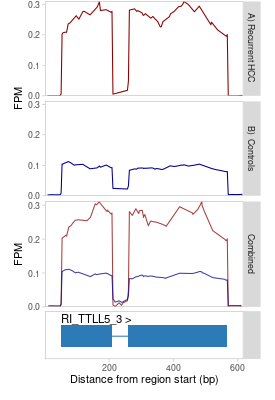 0.3
0.2
0.1
0.0
FPM
A) Recurrent HCC
0.3
0.2
0.1
0.0
B) Controls
0.3
0.2
0.1
0.0
FPM
Combined
RI_TTLL5_3 >
200
400
600
Distance from region start (bp)